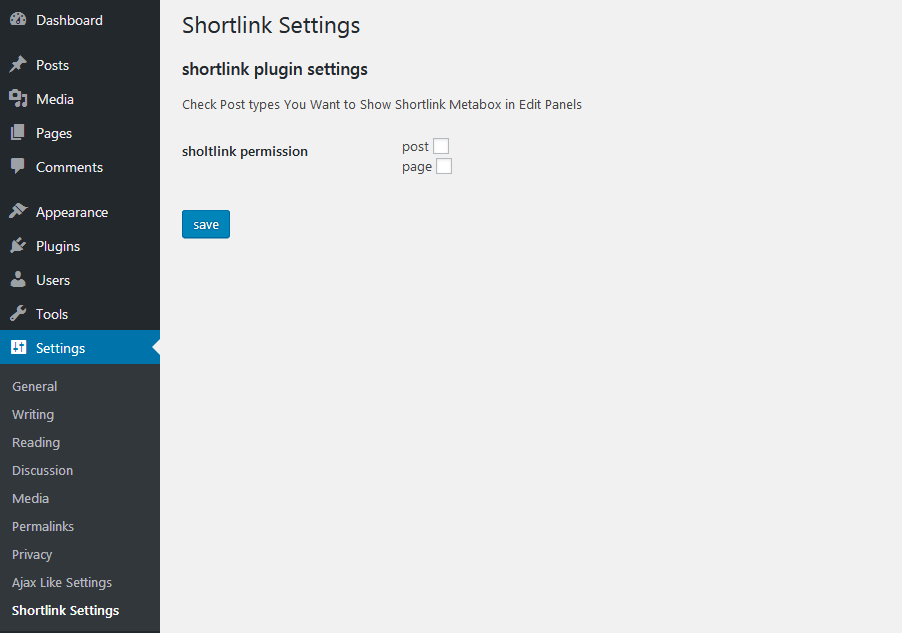 Dashboard
Posts
Media
Pages
Comments
Appearance
Plugins
Users
Tools
Settings
General
Writing
Reading
Discussion
Media
Permalinks
Privacy
Ajax Like Settings
Shortlink Settings
Shortlink Settings
shortlink plugin settings
Check Post types You Want to Show Shortlink Metabox in Edit Panels
sholtlink permission
post
page
save